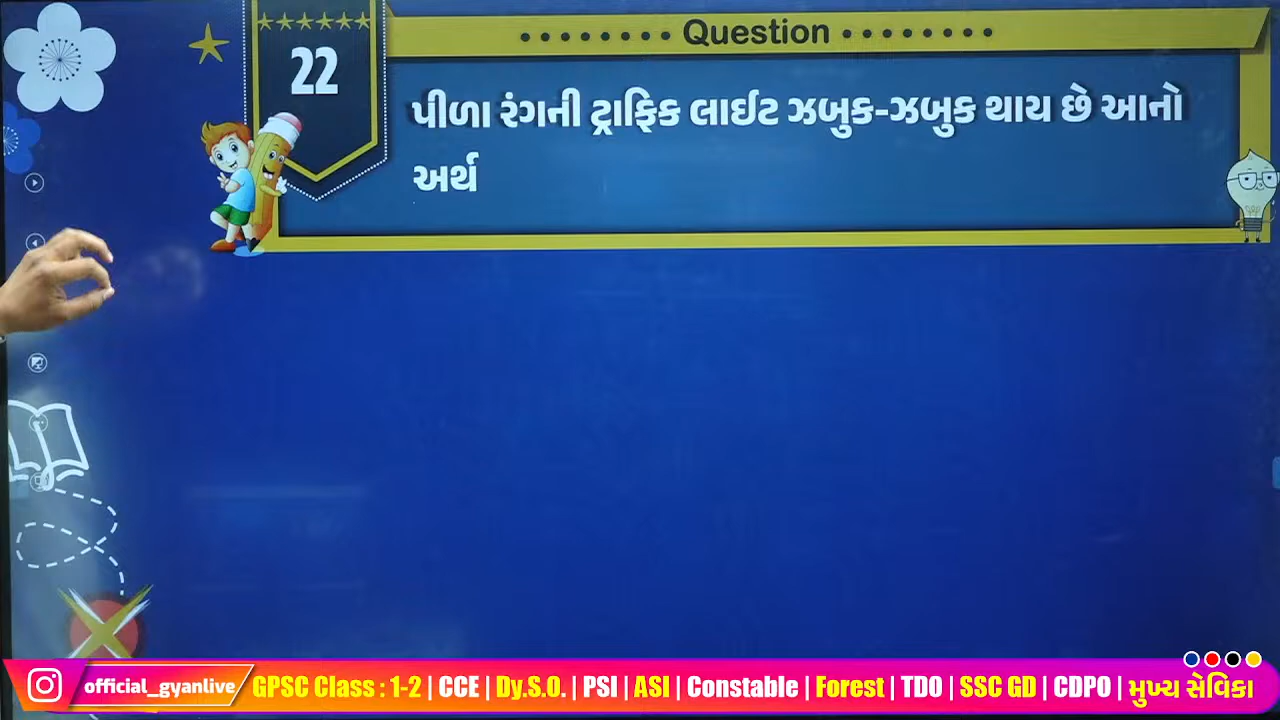 Question
22
પીળા રંગની ટ્રાફિક લાઈટ ઝબુક-ઝબુક થાય છે આનો
અર્થ
official_gyanlive
GPSC Class : 1-2 | CCE | Dy.S.O. | PSI | ASI | Constable | Forest | TDO | SSC GD | CDPO | મુખ્ય સેવિકા